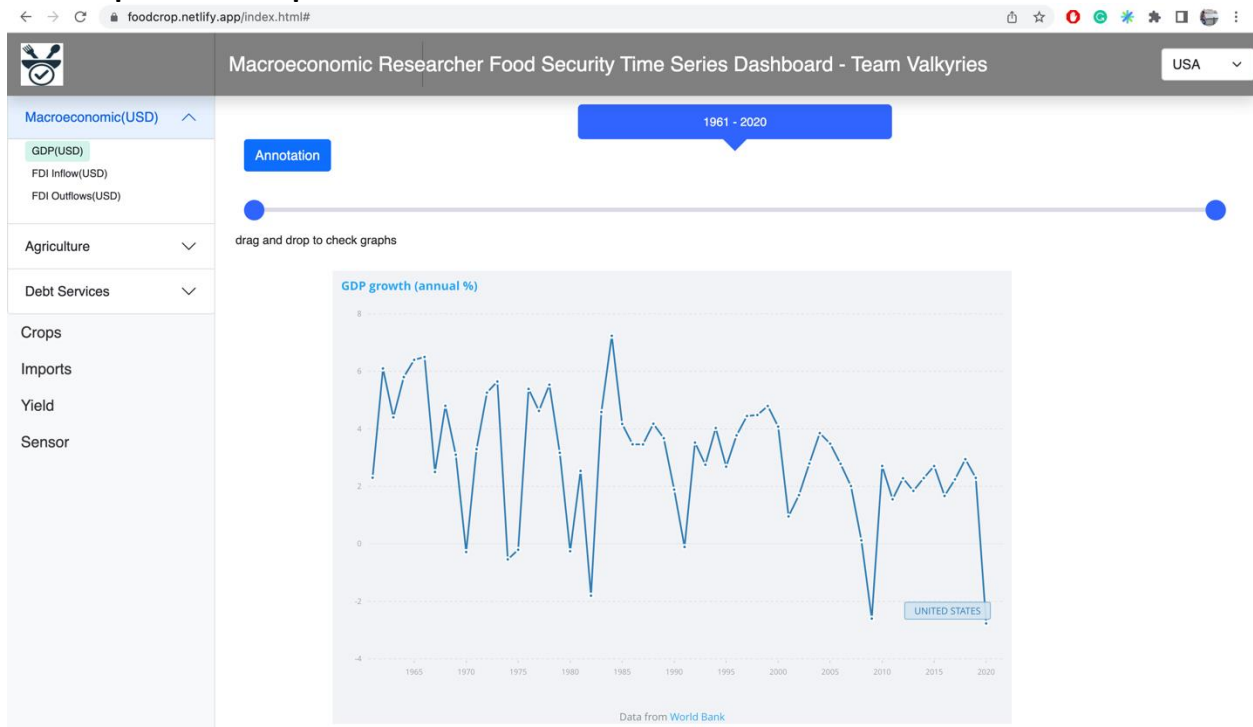 foodcrop.netlify.app/index.html#
Macroeconomic Researcher Food Security Time Series Dashboard - Team Valkyries
USA
Macroeconomic(USD)
GDP(USD)
FDI Inflow(USD)
FDI Outflows(USD)
Agriculture
Debt Services
Crops
Imports
Yield
Sensor
1961 - 2020
Annotation
drag and drop to check graphs
GDP growth (annual %)
8
6
4
2
0
-2
-4
UNITED STATES
1965 1970 1975 1980 1985 1990 1995 2000 2005 2010 2015 2020
Data from World Bank